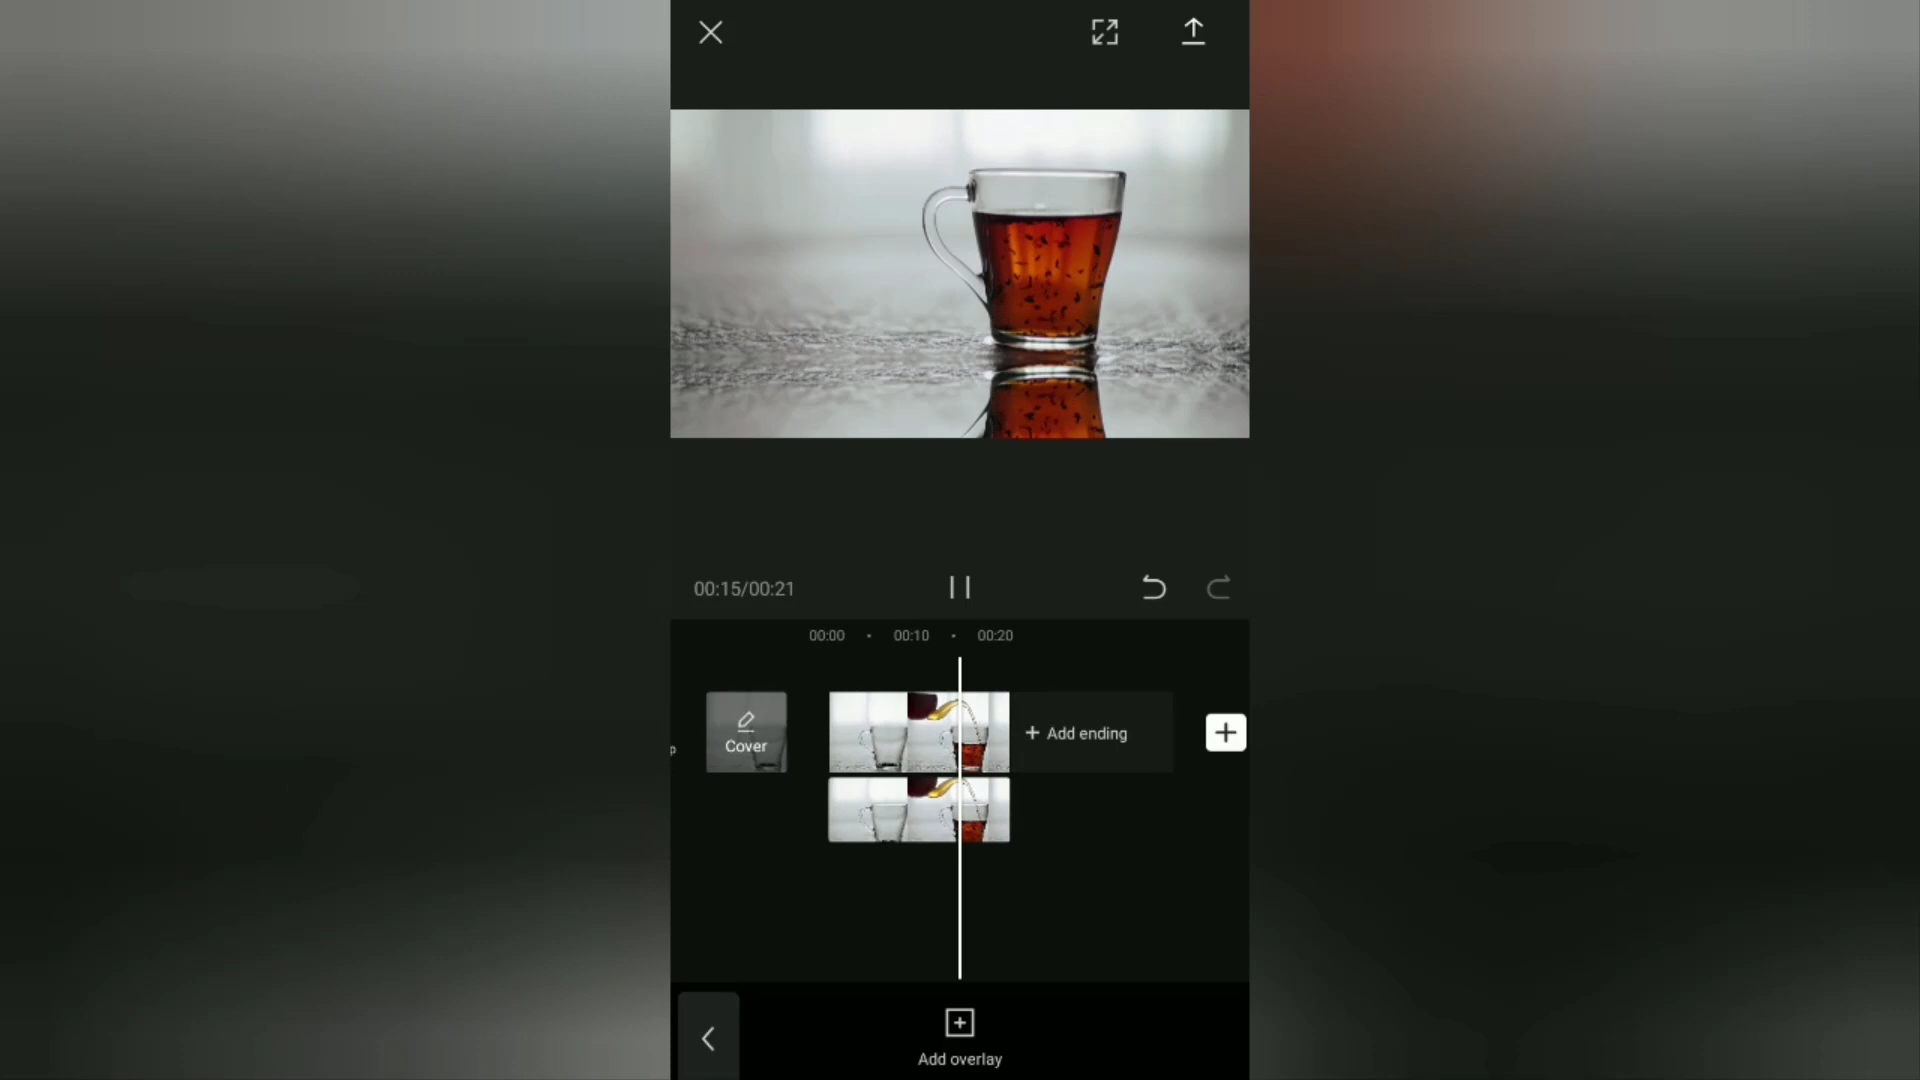 00:15/00:21
00:00 · 00:10 · 00:20
Cover
+ Add ending
p
Add overlay